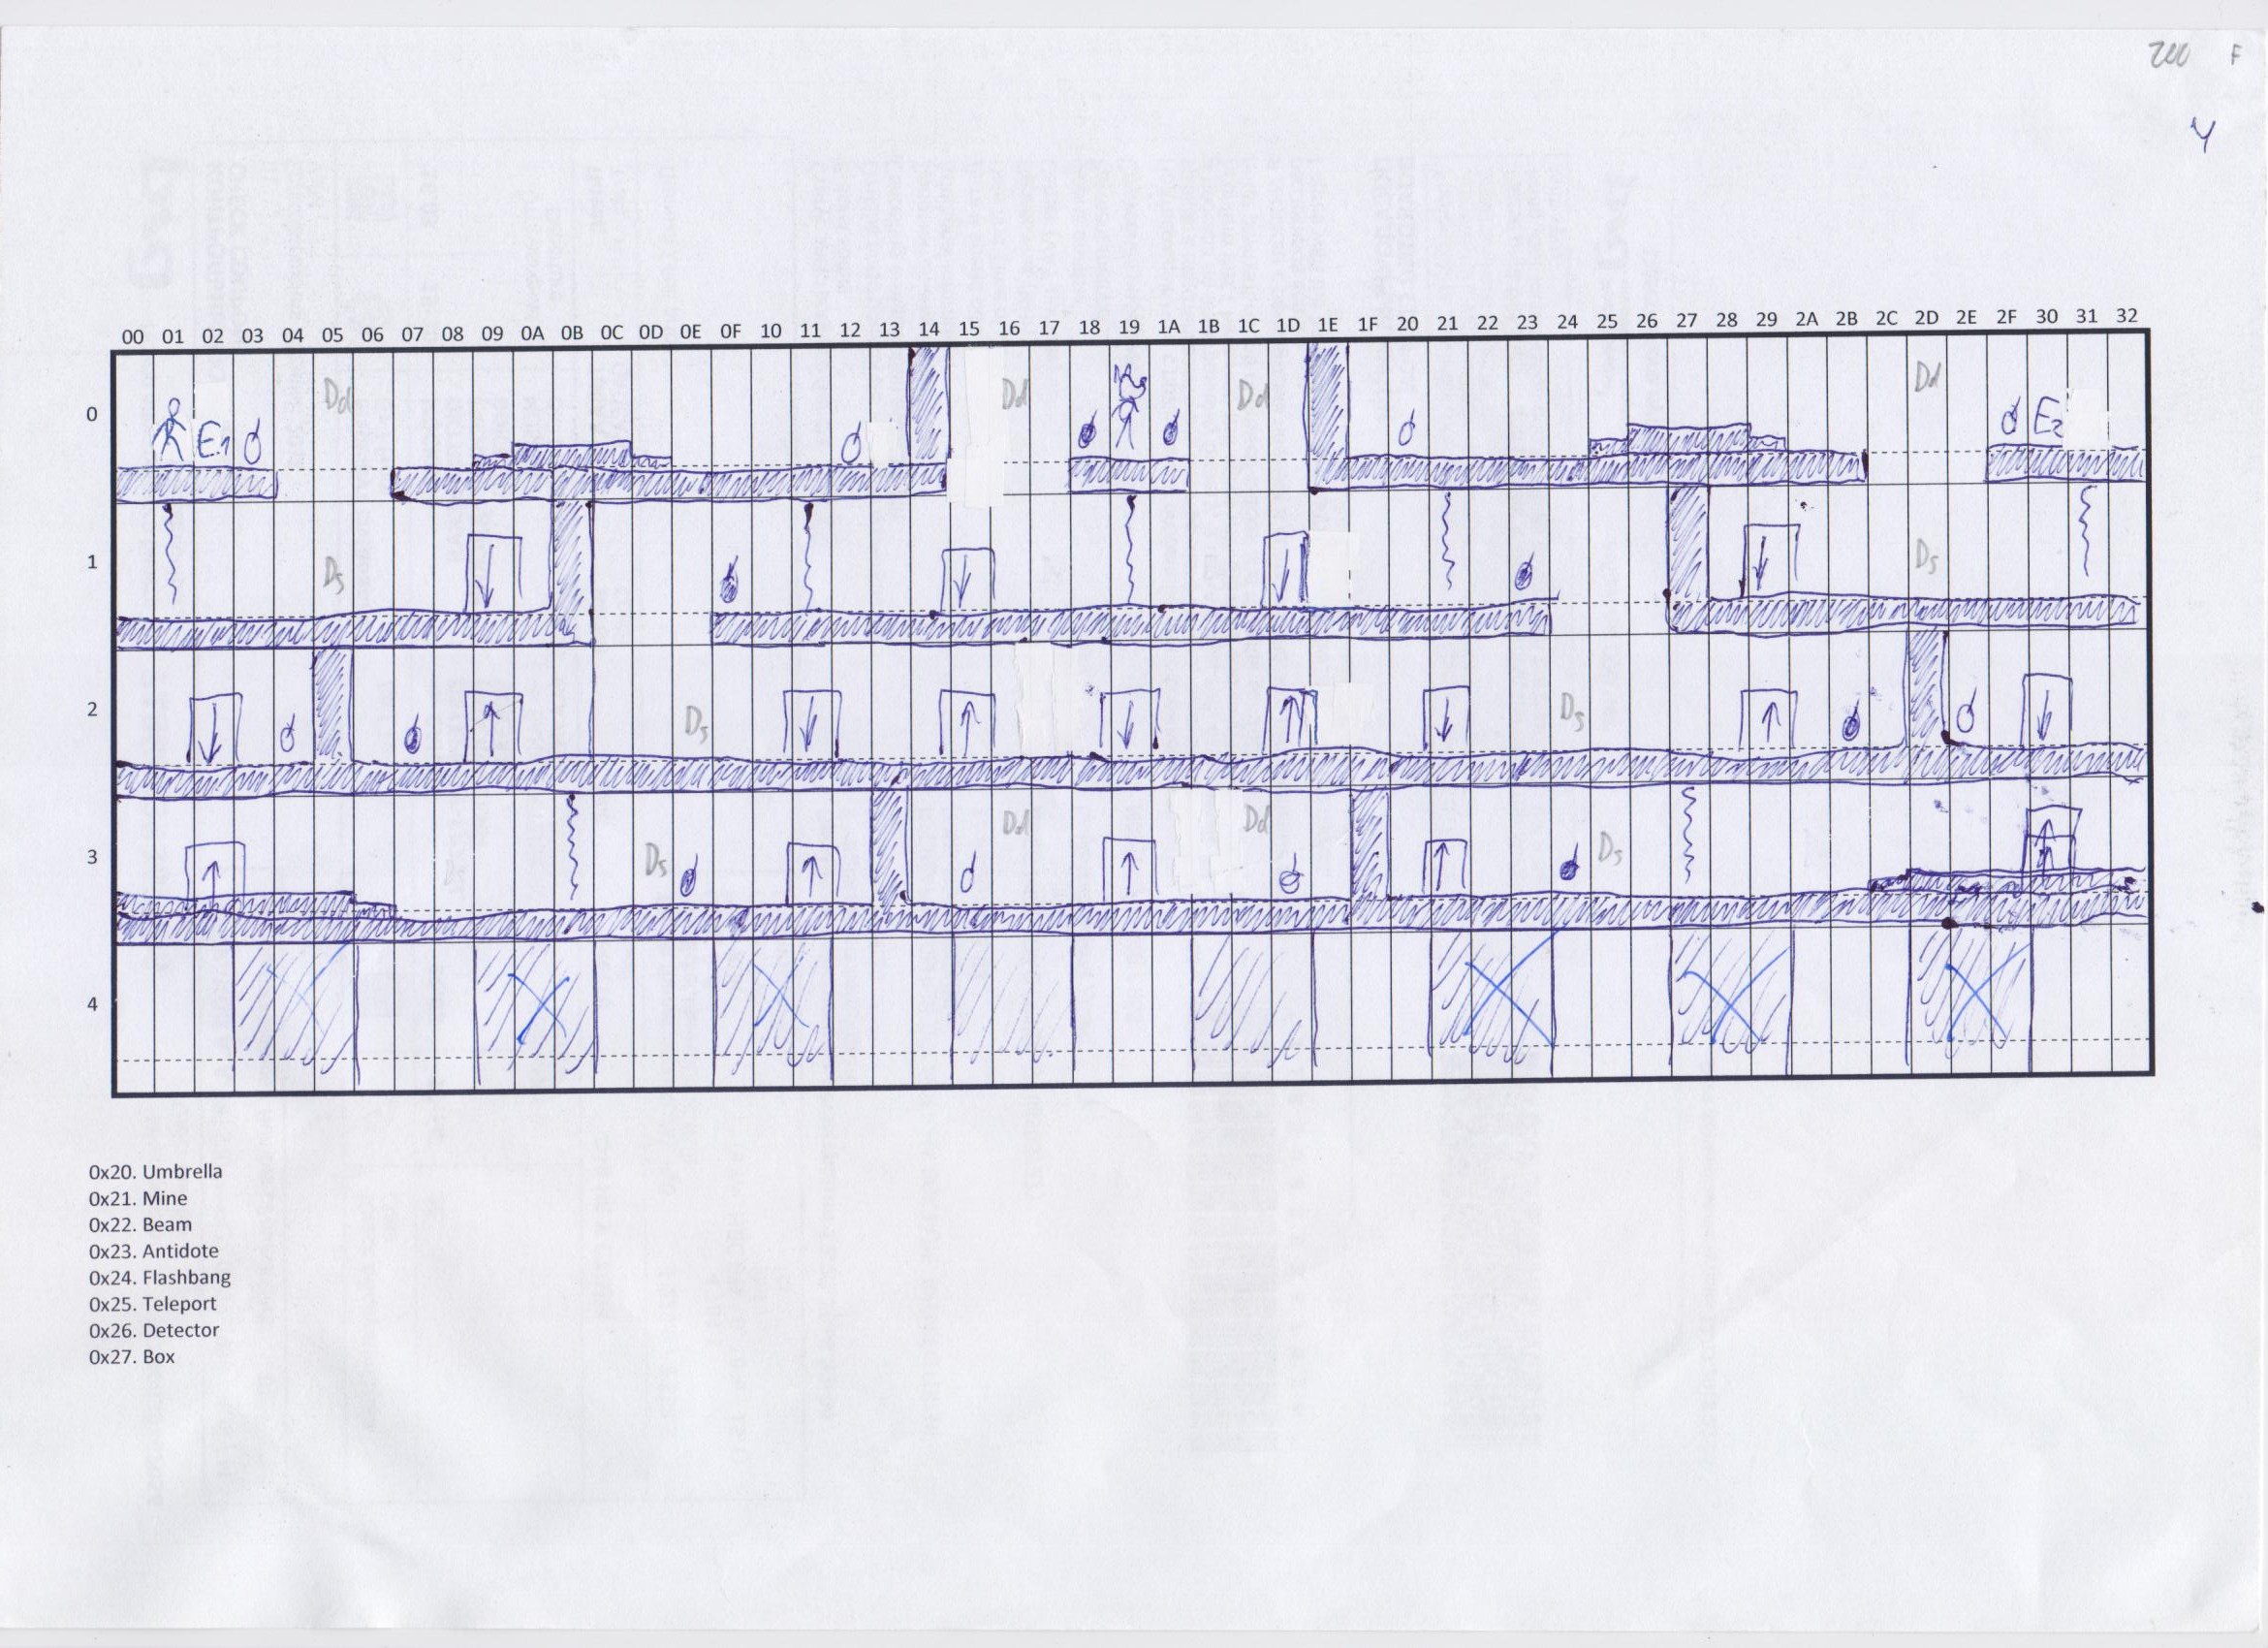 F
4
00 01 02 03 04 05 06 07 08 09 0A 0B 0C 0D 0E 0F 10 11 12 13 14 15 16 17 18 19 1A 1B 1C 1D 1E 1F 20 21 22 23 24 25 26 27 28 29 2A 2B 2C 2D 2E 2F 30 31 32
0 E1 Dd Dd Dd Dd E2
1 Ds Ds
2 Ds Ds
3 Ds Dd Dd Ds
4
0x20. Umbrella
0x21. Mine
0x22. Beam
0x23. Antidote
0x24. Flashbang
0x25. Teleport
0x26. Detector
0x27. Box